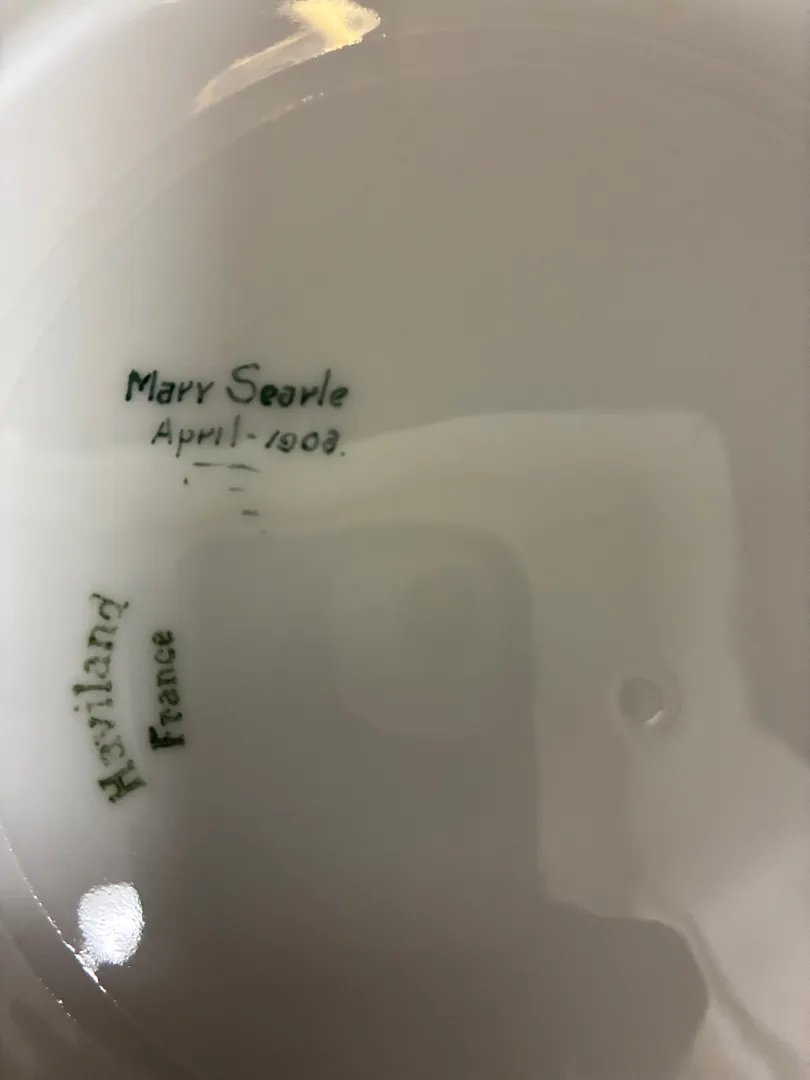 Mary Searle
April-1908.
Haviland
France